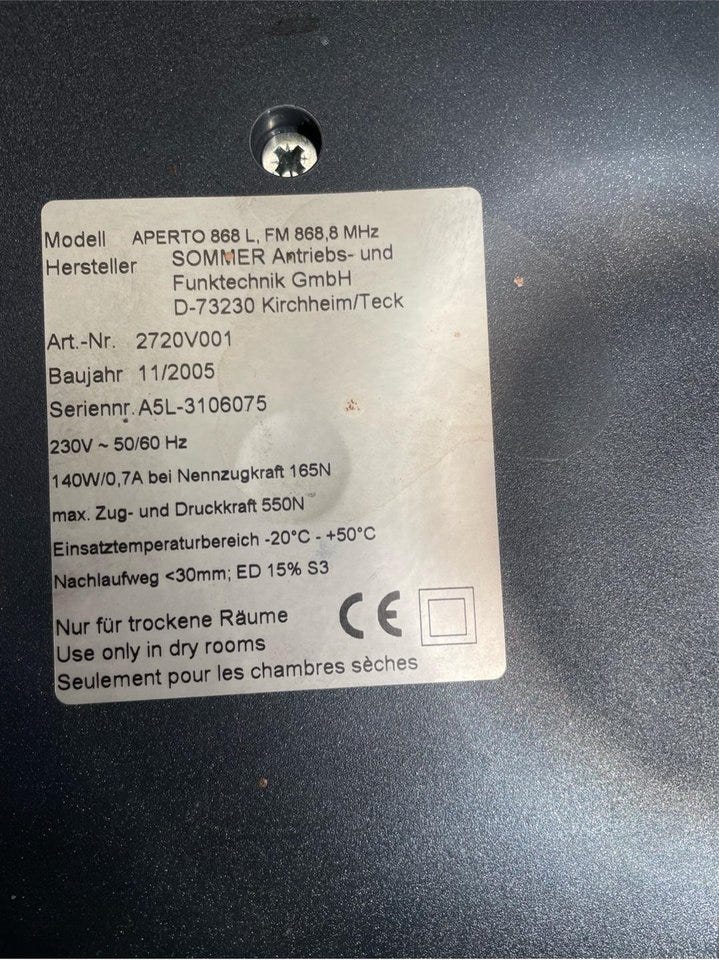 Modell APERTO 868 L, FM 868,8 MHz
Hersteller SOMMER Antriebs- und
Funktechnik GmbH
D-73230 Kirchheim/Teck
Art.-Nr. 2720V001
Baujahr 11/2005
Seriennr. A5L-3106075
230V ~ 50/60 Hz
140W/0,7A bei Nennzugkraft 165N
max. Zug- und Druckkraft 550N
Einsatztemperaturbereich -20°C - +50°C
Nachlaufweg <30mm; ED 15% S3
Nur für trockene Räume
Use only in dry rooms
Seulement pour les chambres sèches
CE